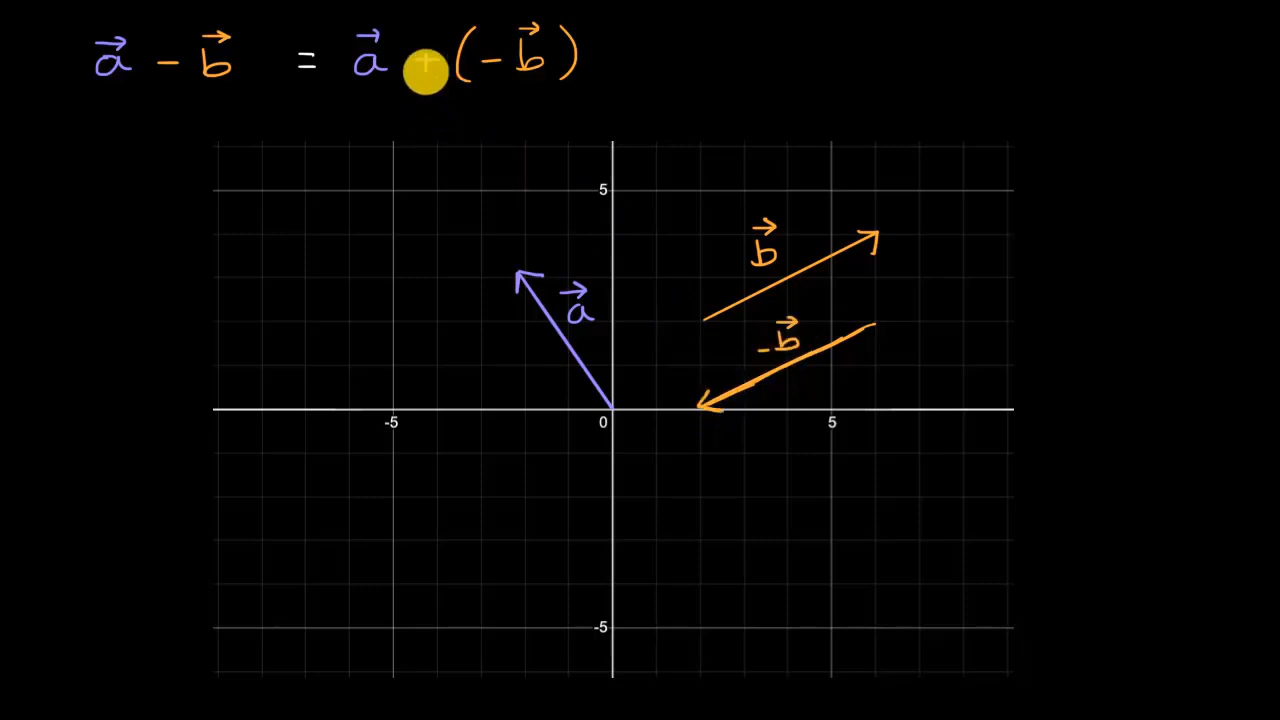 a⃗ - b⃗ = a⃗ + (- b⃗)
5
b⃗
a⃗
-b⃗
-5 0 5
-5